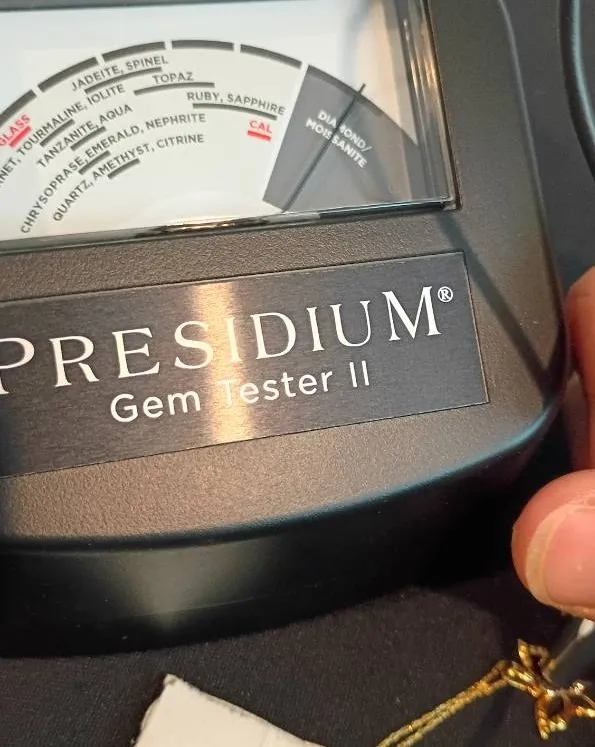 GLASS
JADEITE, SPINEL
TOURMALINE, IOLITE
TOPAZ
TANZANITE, AQUA
RUBY, SAPPHIRE
CHRYSOPRASE, EMERALD, NEPHRITE
CAL
QUARTZ, AMETHYST, CITRINE
DIAMOND/
MOISSANITE
PRESIDIUM®
Gem Tester II